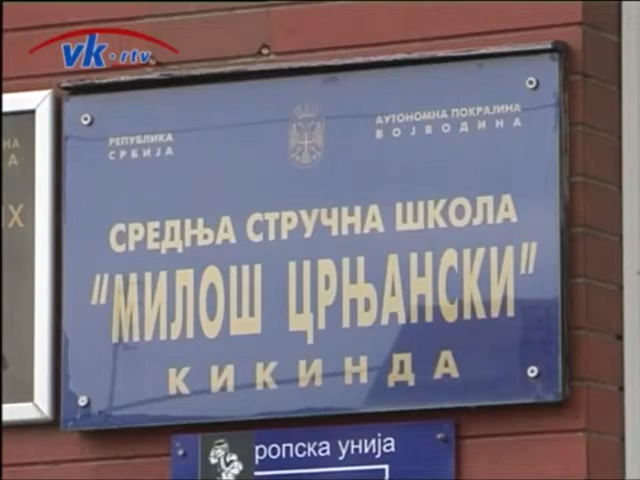 vk.rtv
РЕПУБЛИКА
СРБИЈА
АУТОНОМНА ПОКРАЈИНА
ВОЈВОДИНА
СРЕДЊА СТРУЧНА ШКОЛА
"МИЛОШ ЦРЊАНСКИ"
КИКИНДА
ропска унија